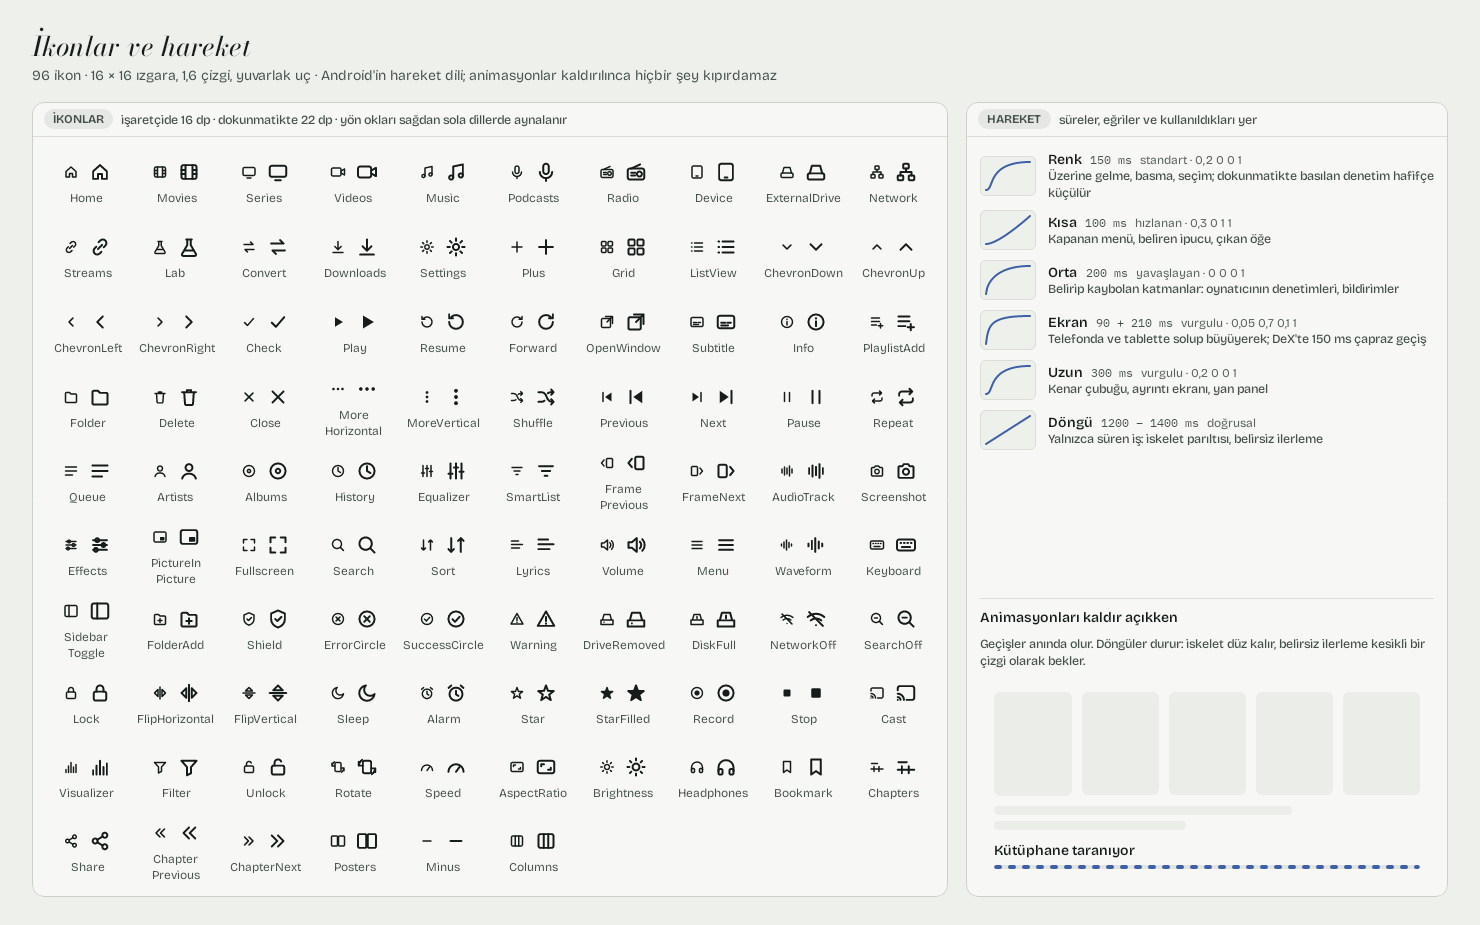 İkonlar ve hareket
96 ikon · 16 × 16 ızgara, 1,6 çizgi, yuvarlak uç · Android'in hareket dili; animasyonlar kaldırılınca hiçbir şey kıpırdamaz
İKONLAR işaretçide 16 dp · dokunmatikte 22 dp · yön okları sağdan sola dillerde aynalanır
Home Movies Series Videos Music Podcasts Radio Device ExternalDrive Network
Streams Lab Convert Downloads Settings Plus Grid ListView ChevronDown ChevronUp
ChevronLeft ChevronRight Check Play Resume Forward OpenWindow Subtitle Info PlaylistAdd
Folder Delete Close More Horizontal MoreVertical Shuffle Previous Next Pause Repeat
Queue Artists Albums History Equalizer SmartList Frame Previous FrameNext AudioTrack Screenshot
Effects PictureIn Picture Fullscreen Search Sort Lyrics Volume Menu Waveform Keyboard
Sidebar Toggle FolderAdd Shield ErrorCircle SuccessCircle Warning DriveRemoved DiskFull NetworkOff SearchOff
Lock FlipHorizontal FlipVertical Sleep Alarm Star StarFilled Record Stop Cast
Visualizer Filter Unlock Rotate Speed AspectRatio Brightness Headphones Bookmark Chapters
Share Chapter Previous ChapterNext Posters Minus Columns
HAREKET süreler, eğriler ve kullanıldıkları yer
Renk 150 ms standart · 0,2 0 0 1
Üzerine gelme, basma, seçim; dokunmatikte basılan denetim hafifçe
küçülür
Kısa 100 ms hızlanan · 0,3 0 1 1
Kapanan menü, beliren ipucu, çıkan öğe
Orta 200 ms yavaşlayan · 0 0 0 1
Belirip kaybolan katmanlar: oynatıcının denetimleri, bildirimler
Ekran 90 + 210 ms vurgulu · 0,05 0,7 0,1 1
Telefonda ve tablette solup büyüyerek; DeX'te 150 ms çapraz geçiş
Uzun 300 ms vurgulu · 0,2 0 0 1
Kenar çubuğu, ayrıntı ekranı, yan panel
Döngü 1200 – 1400 ms doğrusal
Yalnızca süren iş: iskelet parıltısı, belirsiz ilerleme
Animasyonları kaldır açıkken
Geçişler anında olur. Döngüler durur: iskelet düz kalır, belirsiz ilerleme kesikli bir
çizgi olarak bekler.
Kütüphane taranıyor